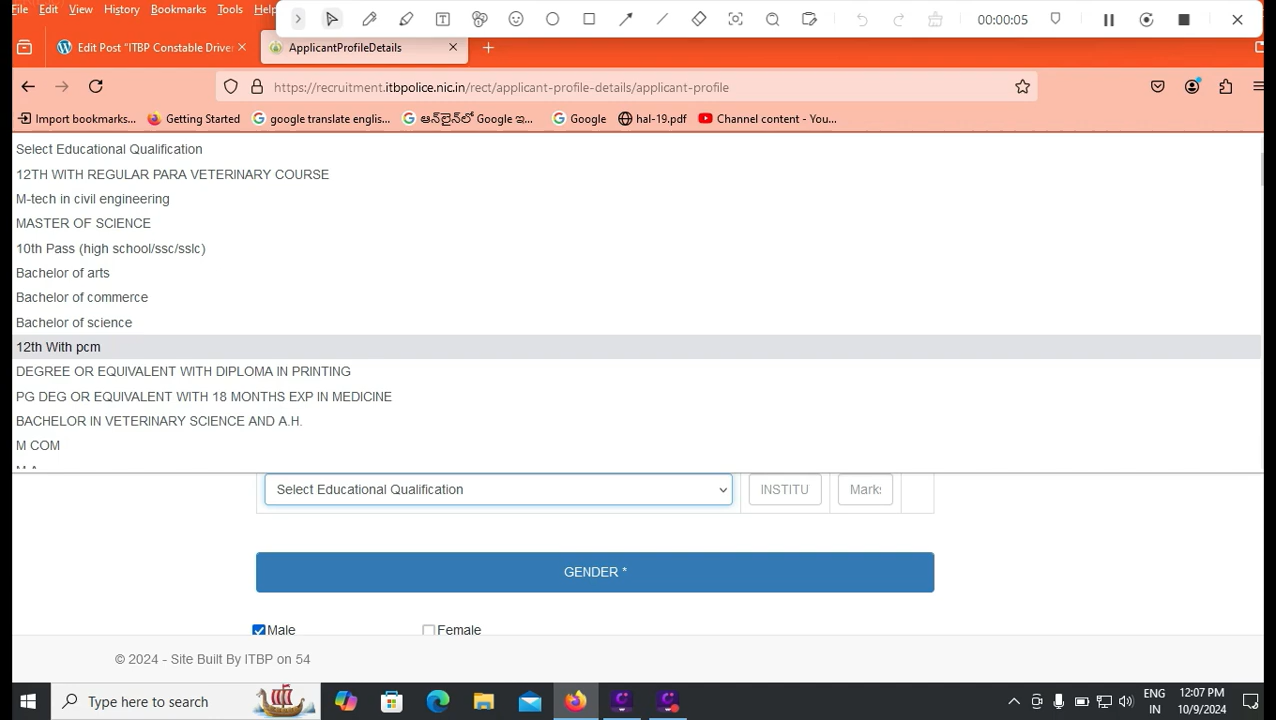 File Edit View History Bookmarks Tools
00:00:05
Edit Post "ITBP Constable Driver
ApplicantProfileDetails
https://recruitment.itbpolice.nic.in/rect/applicant-profile-details/applicant-profile
Import bookmarks...
Getting Started
google translate englis...
ఆన్‌లైన్‌లో Google ఇ...
Google
hal-19.pdf
Channel content - You...
Select Educational Qualification
12TH WITH REGULAR PARA VETERINARY COURSE
M-tech in civil engineering
MASTER OF SCIENCE
10th Pass (high school/ssc/sslc)
Bachelor of arts
Bachelor of commerce
Bachelor of science
12th With pcm
DEGREE OR EQUIVALENT WITH DIPLOMA IN PRINTING
PG DEG OR EQUIVALENT WITH 18 MONTHS EXP IN MEDICINE
BACHELOR IN VETERINARY SCIENCE AND A.H.
M COM
Select Educational Qualification
INSTITU
Marks
GENDER *
Male
Female
© 2024 - Site Built By ITBP on 54
Type here to search
ENG
IN
12:07 PM
10/9/2024